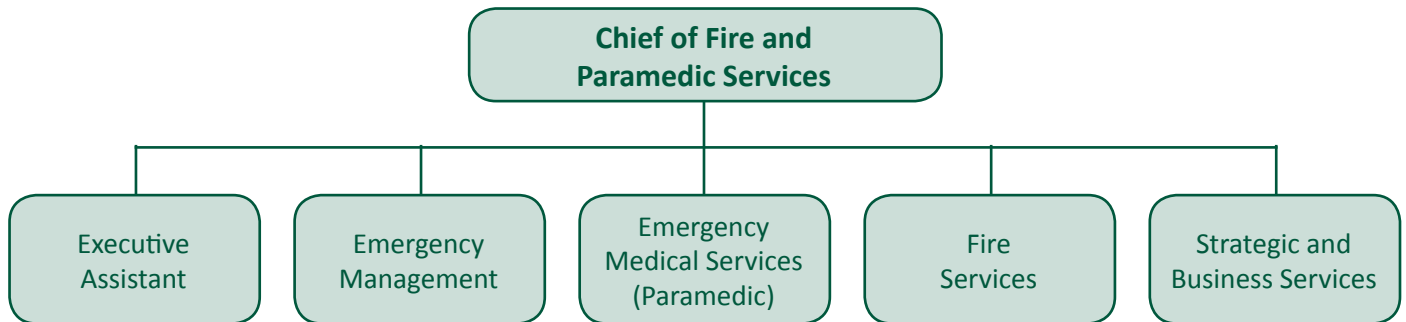 Chief of Fire and
Paramedic Services
Executive
Assistant
Emergency
Management
Emergency
Medical Services
(Paramedic)
Fire
Services
Strategic and
Business Services